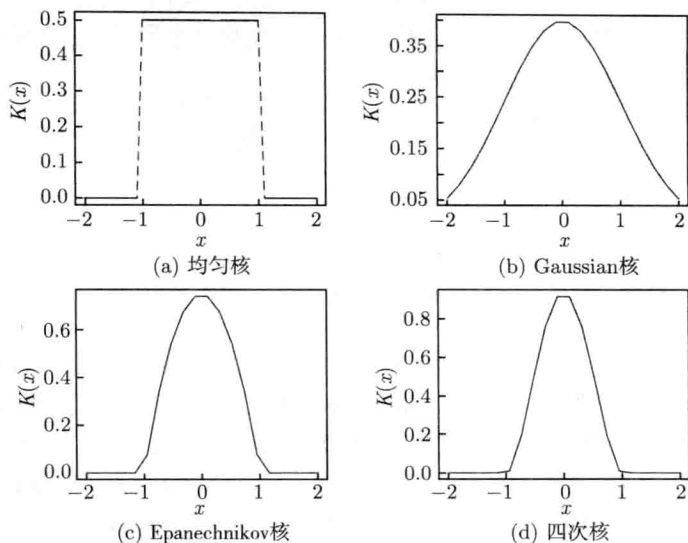 0.5
0.4
0.3
0.2
0.1
0.0
K(x)
−2 −1 0 1 2
x
(a) 均匀核
0.35
0.25
0.15
0.05
K(x)
−2 −1 0 1 2
x
(b) Gaussian核
0.6
0.4
0.2
0.0
K(x)
−2 −1 0 1 2
x
(c) Epanechnikov核
0.8
0.6
0.4
0.2
0.0
K(x)
−2 −1 0 1 2
x
(d) 四次核